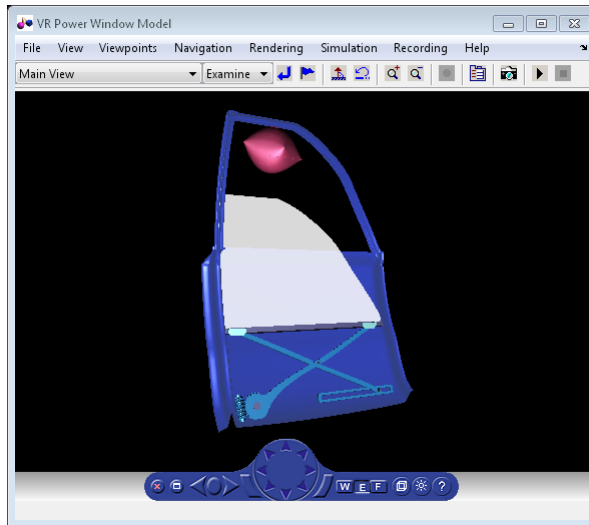 VR Power Window Model
File View Viewpoints Navigation Rendering Simulation Recording Help
Main View Examine
W E F ?